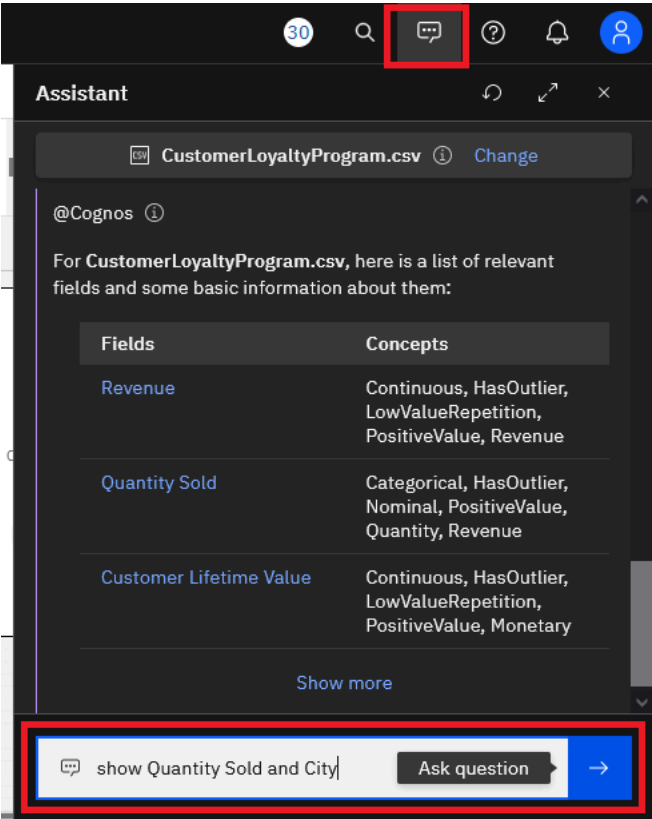 30
Assistant
CSV CustomerLoyaltyProgram.csv Change
@Cognos
For CustomerLoyaltyProgram.csv, here is a list of relevant
fields and some basic information about them:
Fields Concepts
Revenue Continuous, HasOutlier,
LowValueRepetition,
PositiveValue, Revenue
Quantity Sold Categorical, HasOutlier,
Nominal, PositiveValue,
Quantity, Revenue
Customer Lifetime Value Continuous, HasOutlier,
LowValueRepetition,
PositiveValue, Monetary
Show more
show Quantity Sold and City Ask question